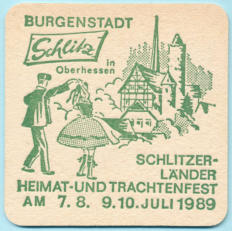 BURGENSTADT
Schlitz
in
Oberhessen
SCHLITZER-
LÄNDER
HEIMAT-UND TRACHTENFEST
AM 7. 8. 9.10. JULI 1989